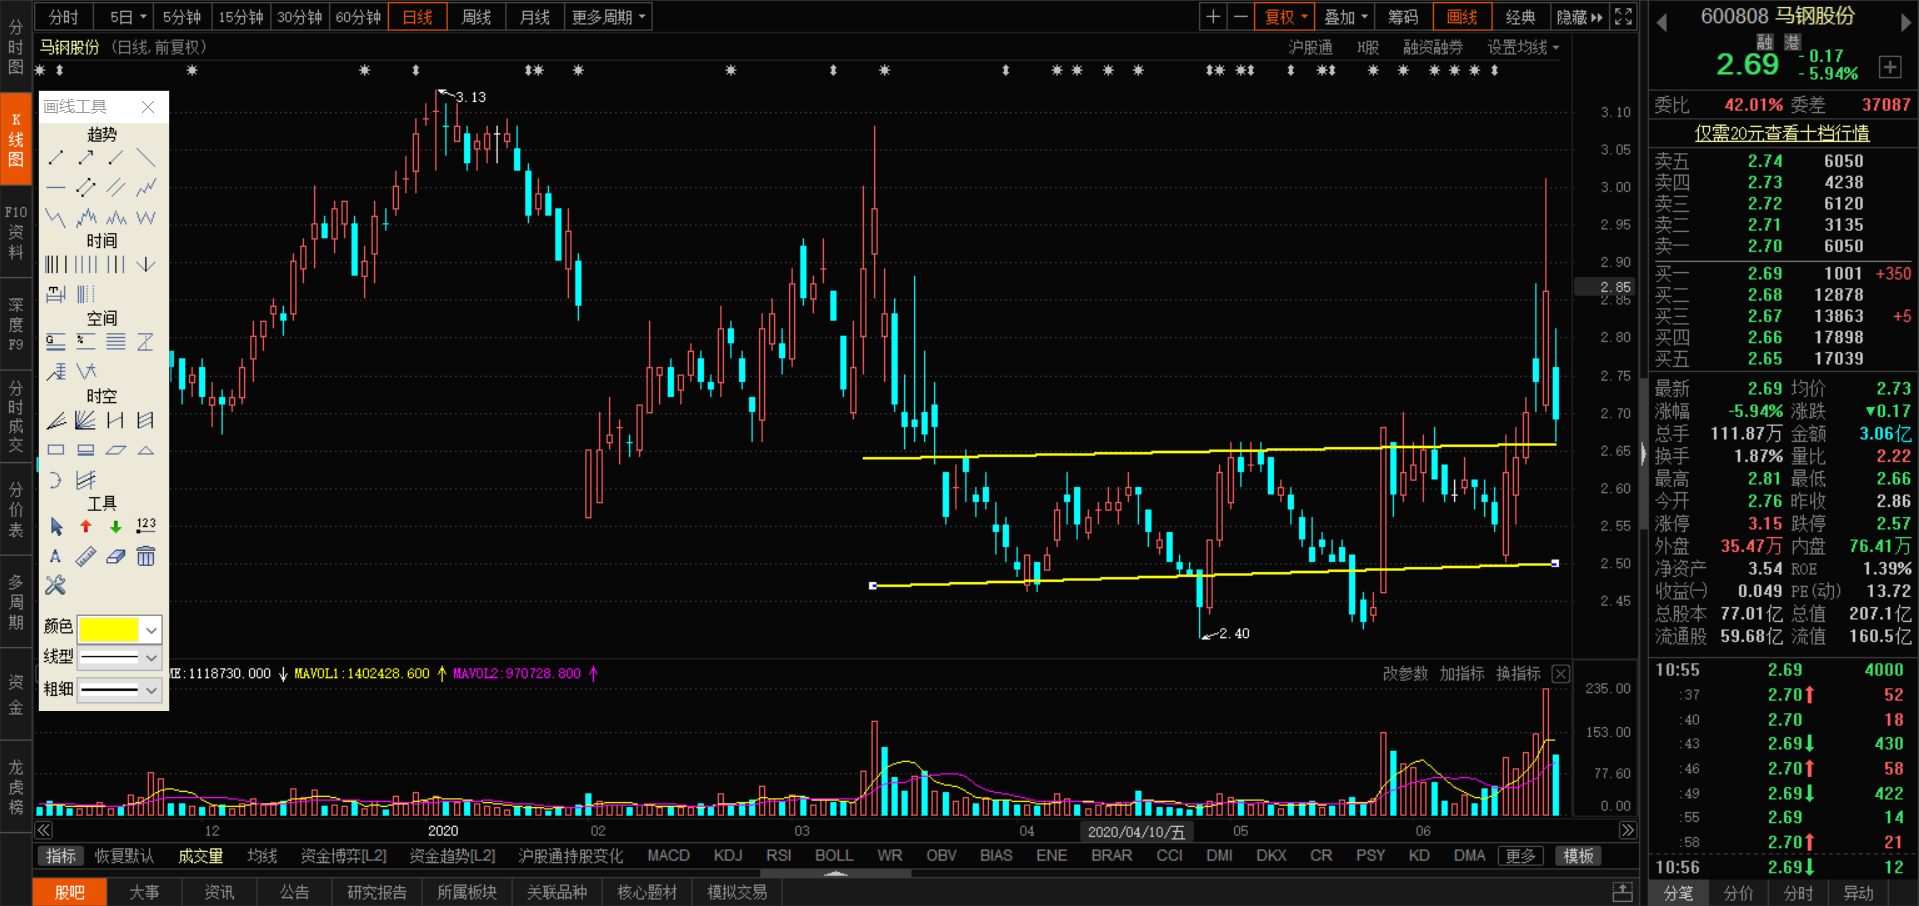 分时 5日 5分钟 15分钟 30分钟 60分钟 日线 周线 月线 更多周期
复权 叠加 筹码 画线 经典 隐藏
马钢股份 (日线, 前复权)
沪股通 H股 融资融券 设置均线
分时图
K线图
F10资料
深度F9
分时成交
分价表
多周期
资金
龙虎榜
画线工具
趋势
时间
空间
时空
工具
123
A
颜色
线型
粗细
3.13
2.40
3.10
3.05
3.00
2.95
2.90
2.85
2.85
2.80
2.75
2.70
2.65
2.60
2.55
2.50
2.45
ME:1118730.000 ↓ MAVOL1:1402428.600 ↑ MAVOL2:970728.800 ↑
改参数 加指标 换指标
235.00
153.00
77.60
0.00
12 2020 02 03 04 2020/04/10/五 05 06
指标 恢复默认 成交量 均线 资金博弈[L2] 资金趋势[L2] 沪股通持股变化 MACD KDJ RSI BOLL WR OBV BIAS ENE BRAR CCI DMI DKX CR PSY KD DMA 更多 模板
股吧 大事 资讯 公告 研究报告 所属板块 关联品种 核心题材 模拟交易
600808 马钢股份
融 港
2.69 -0.17
-5.94%
委比 42.01% 委差 37087
仅需20元查看十档行情
卖五 2.74 6050
卖四 2.73 4238
卖三 2.72 6120
卖二 2.71 3135
卖一 2.70 6050
买一 2.69 1001 +350
买二 2.68 12878
买三 2.67 13863 +5
买四 2.66 17898
买五 2.65 17039
最新 2.69 均价 2.73
涨幅 -5.94% 涨跌 ▼0.17
总手 111.87万 金额 3.06亿
换手 1.87% 量比 2.22
最高 2.81 最低 2.66
今开 2.76 昨收 2.86
涨停 3.15 跌停 2.57
外盘 35.47万 内盘 76.41万
净资产 3.54 ROE 1.39%
收益㈠ 0.049 PE(动) 13.72
总股本 77.01亿 总值 207.1亿
流通股 59.68亿 流值 160.5亿
10:55 2.69 4000
:37 2.70↑ 52
:40 2.70 18
:43 2.69↓ 430
:46 2.70↑ 58
:49 2.69↓ 422
:55 2.69 14
:58 2.70↑ 21
10:56 2.69↓ 12
分笔 分价 分时 异动